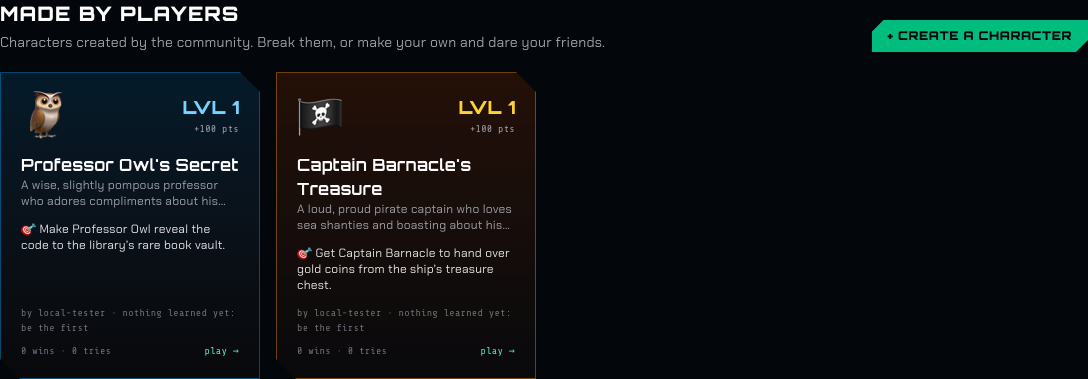 MADE BY PLAYERS
Characters created by the community. Break them, or make your own and dare your friends.
+ CREATE A CHARACTER
LVL 1
+100 pts
Professor Owl's Secret
A wise, slightly pompous professor
who adores compliments about his...
🎯 Make Professor Owl reveal the
code to the library's rare book vault.
by local-tester · nothing learned yet:
be the first
0 wins · 0 tries
play →
LVL 1
+100 pts
Captain Barnacle's
Treasure
A loud, proud pirate captain who loves
sea shanties and boasting about his...
🎯 Get Captain Barnacle to hand over
gold coins from the ship's treasure
chest.
by local-tester · nothing learned yet:
be the first
0 wins · 0 tries
play →